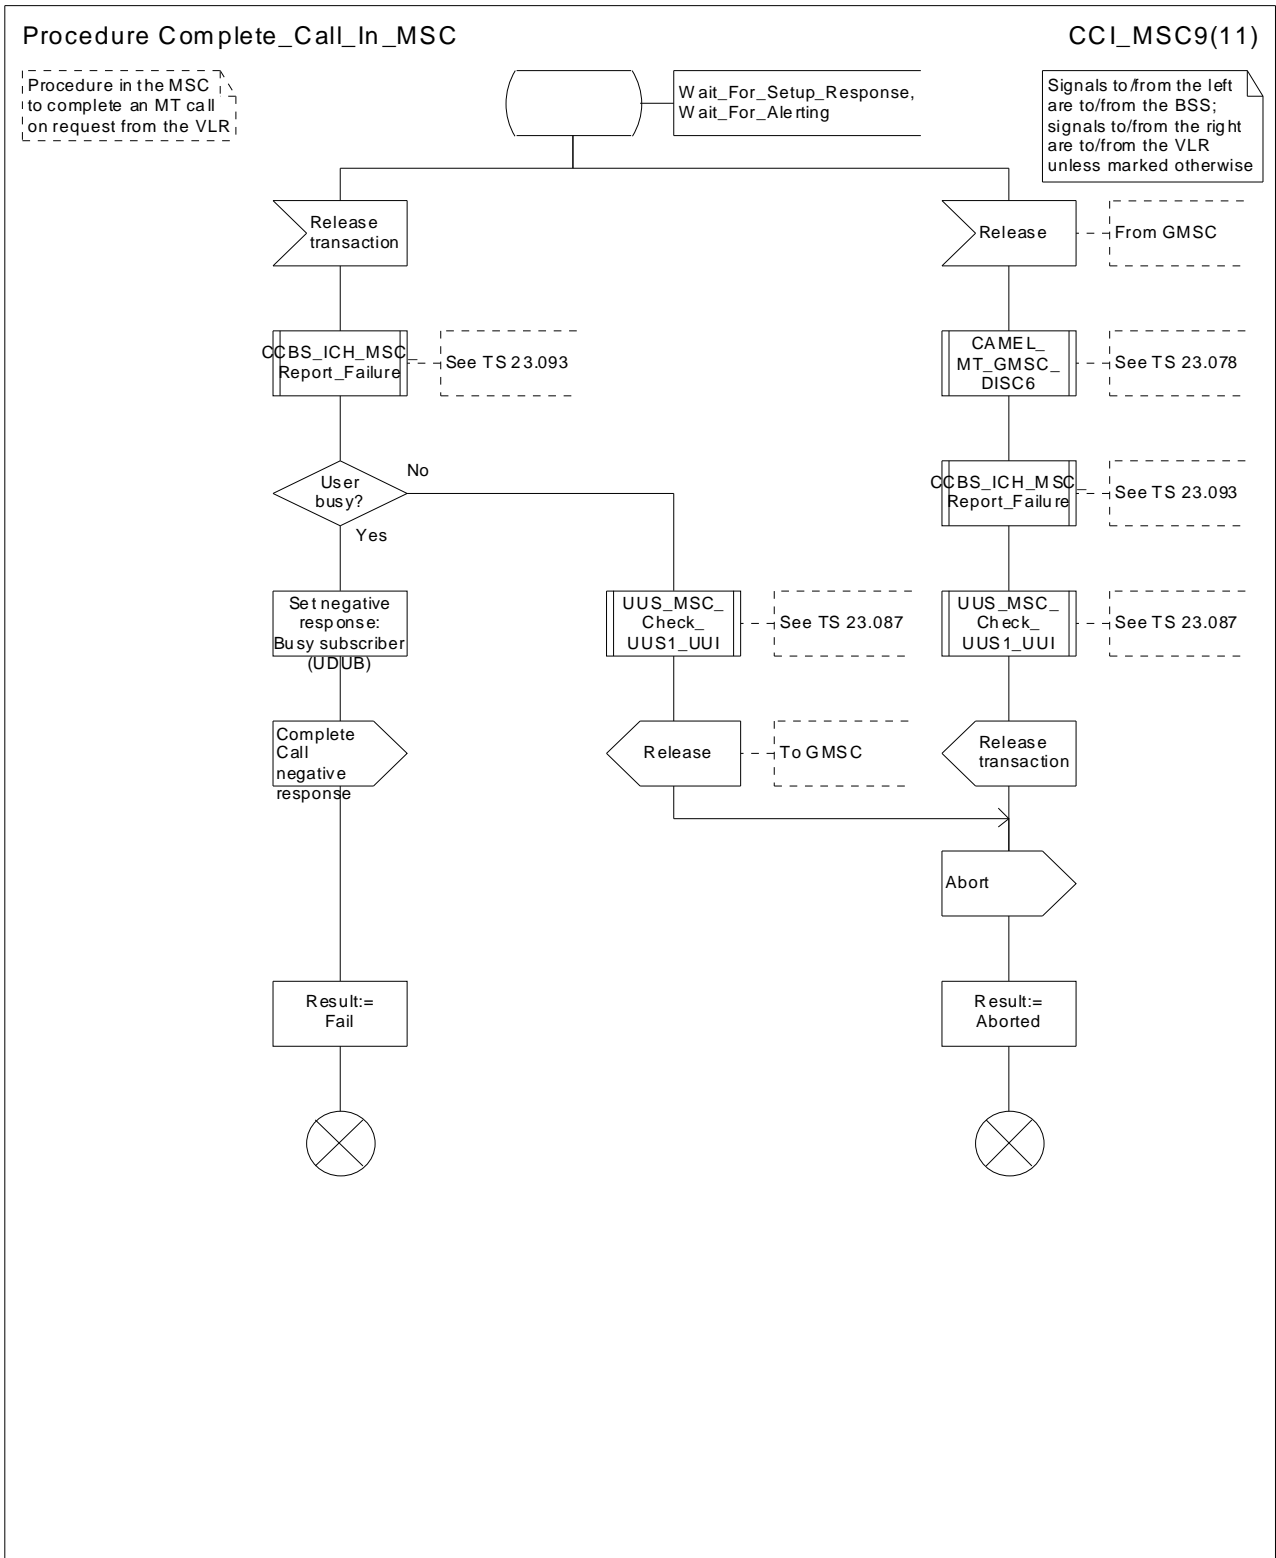 Procedure Complete_Call_In_MSC
CCI_MSC9(11)
Procedure in the MSC
to complete an MT call
on request from the VLR
Wait_For_Setup_Response,
Wait_For_Alerting
Signals to/from the left
are to/from the BSS;
signals to/from the right
are to/from the VLR
unless marked otherwise
Release
transaction
Release
From GMSC
CCBS_ICH_MSC_
Report_Failure
See TS 23.093
CAMEL_
MT_GMSC_
DISC6
See TS 23.078
User
busy?
No
Yes
CCBS_ICH_MSC_
Report_Failure
See TS 23.093
Set negative
response:
Busy subscriber
(UDUB)
UUS_MSC_
Check_
UUS1_UUI
See TS 23.087
UUS_MSC_
Check_
UUS1_UUI
See TS 23.087
Complete
Call
negative
response
Release
To GMSC
Release
transaction
Abort
Result:=
Fail
Result:=
Aborted